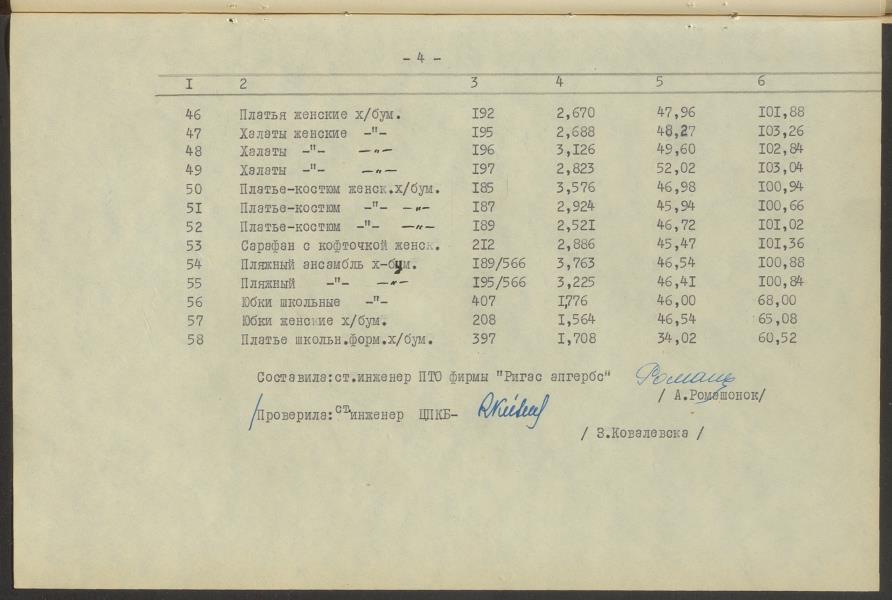 - 4 -
I 2 3 4 5 6
46 Платья женские х/бум. I92 2,670 47,96 I0I,88
47 Халаты женские -"- I95 2,688 48,27 I03,26
48 Халаты -"- -"- I96 3,I26 49,60 I02,84
49 Халаты -"- -"- I97 2,823 52,02 I03,04
50 Платье-костюм женск.х/бум. I85 3,576 46,98 I00,94
5I Платье-костюм -"- -"- I87 2,924 45,94 I00,66
52 Платье-костюм -"- -"- I89 2,52I 46,72 I0I,02
53 Сарафан с кофточкой женск. 2I2 2,886 45,47 I0I,36
54 Пляжный ансамбль х-бум. I89/566 3,763 46,54 I00,88
55 Пляжный -"- -"- I95/566 3,225 46,4I I00,84
56 Юбки школьные -"- 407 I,776 46,00 68,00
57 Юбки женские х/бум. 208 I,564 46,54 65,08
58 Платье школьн.форм.х/бум. 397 I,708 34,02 60,52
Составила:ст.инженер ПТО фирмы "Ригас апгербс" Романь
/ А.Ромашонок/
/Проверила: ст.инженер ЦПКБ-
/ З.Ковалевска /